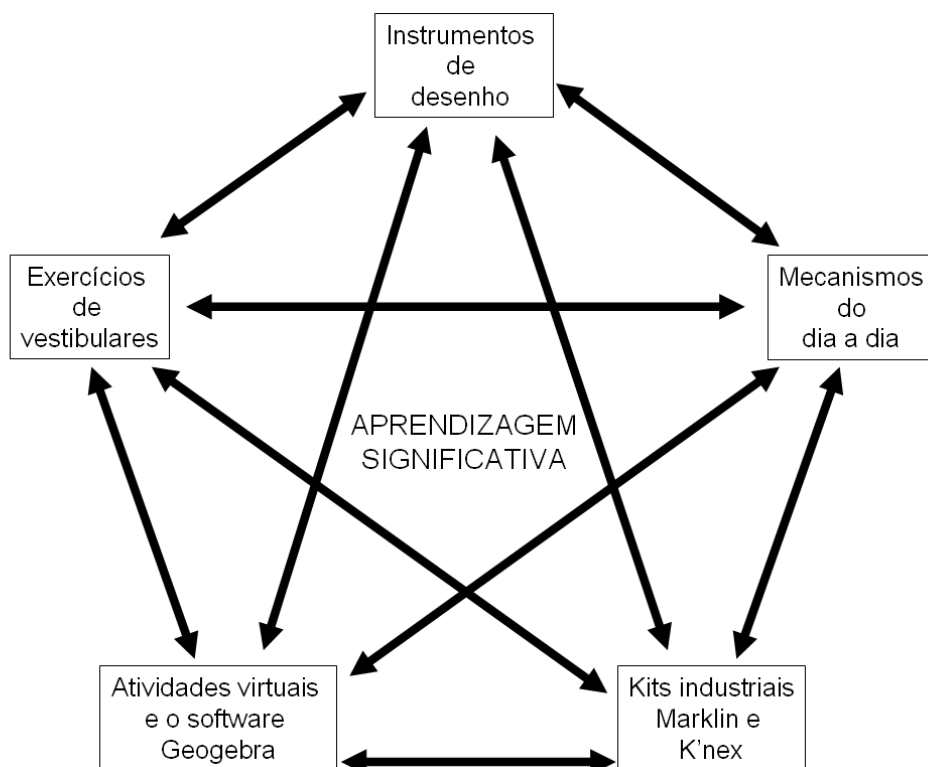 Instrumentos
de
desenho
Exercícios
de
vestibulares
Mecanismos
do
dia a dia
APRENDIZAGEM
SIGNIFICATIVA
Atividades virtuais
e o software
Geogebra
Kits industriais
Marklin e
K'nex